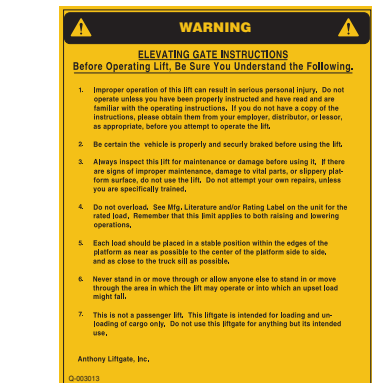 WARNING
ELEVATING GATE INSTRUCTIONS
Before Operating Lift, Be Sure You Understand the Following.
1. Improper operation of this lift can result in serious personal injury, Do not
operate unless you have been properly instructed and have read and are
familiar with the operating instructions. If you do not have a copy of the
instructions, please obtain them from your employer, distributor, or lessor,
as appropriate, before you attempt to operate the lift.
2. Be certain the vehicle is properly and securly braked before using the lift.
3. Always inspect this lift for maintenance or damage before using it, If there
are signs of improper maintenance, damage to vital parts, or slippery plat-
form surface, do not use the lift. Do not attempt your own repairs, unless
you are specifically trained.
4. Do not overload. See Mfg. Literature and/or Rating Label on the unit for the
rated load. Remember that this limit applies to both raising and lowering
operations.
5. Each load should be placed in a stable position within the edges of the
platform as near as possible to the center of the platform side to side,
and as close to the truck sill as possible.
6. Never stand in or move through or allow anyone else to stand in or move
through the area in which the lift may operate or into which an upset load
might fall.
7. This is not a passenger lift. This liftgate is intended for loading and un-
loading of cargo only. Do not use this liftgate for anything but its intended
use.
Anthony Liftgate, Inc.
Q-003013